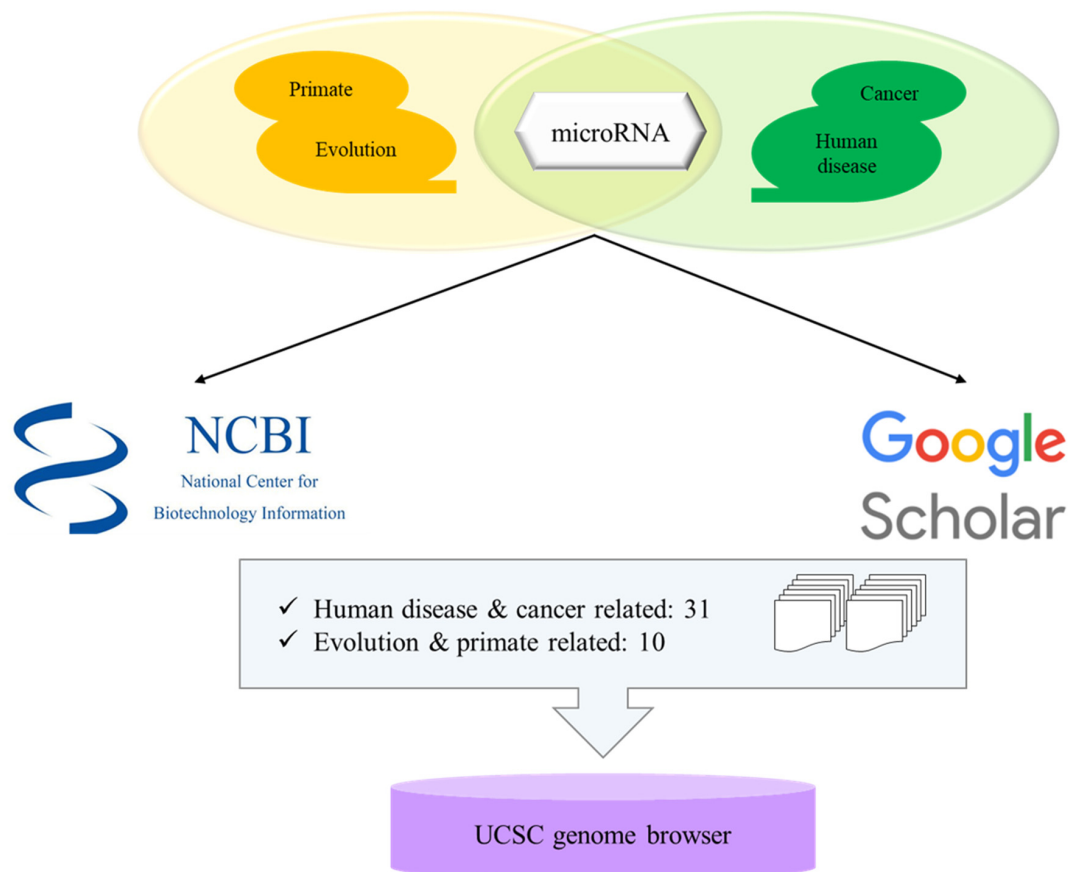 Primate
Evolution
microRNA
Cancer
Human
disease
NCBI
National Center for
Biotechnology Information
Google
Scholar
✓ Human disease & cancer related: 31
✓ Evolution & primate related: 10
UCSC genome browser